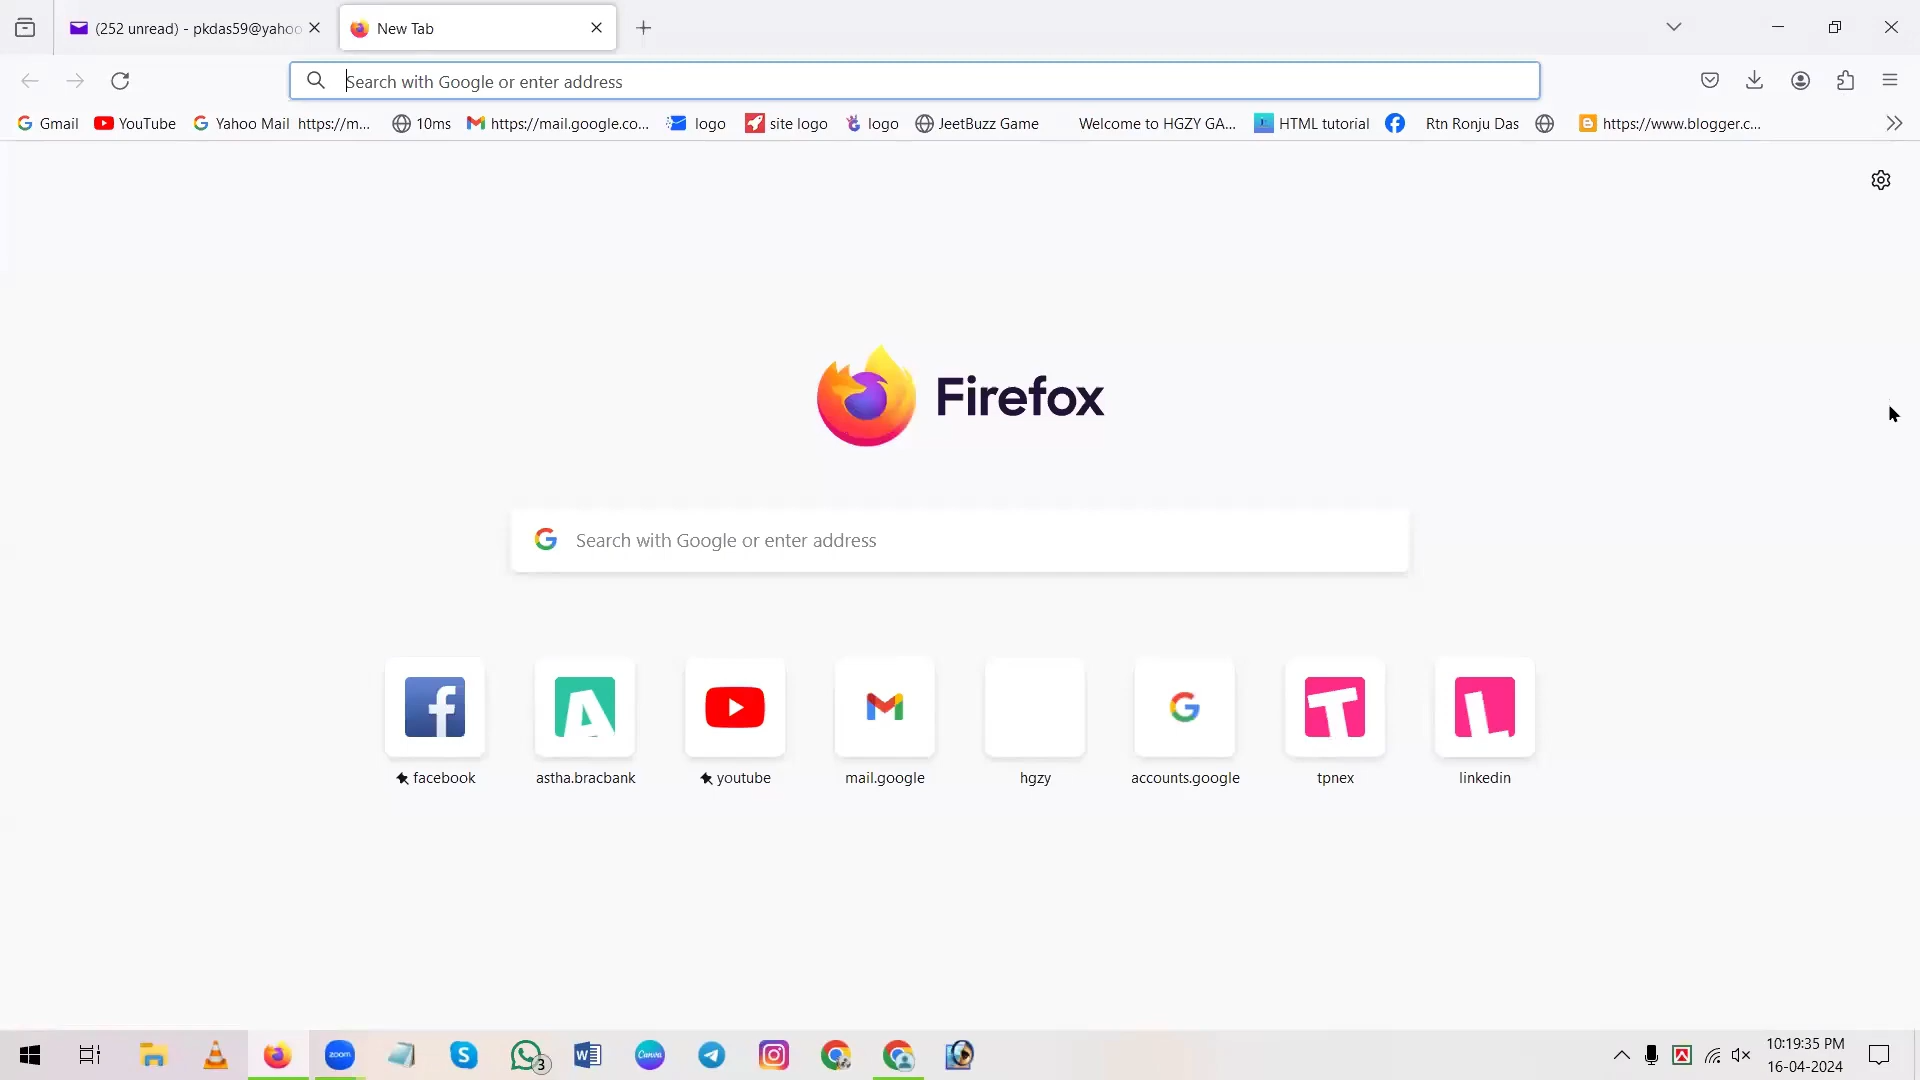 (252 unread) - pkdas59@yahoo
New Tab
Search with Google or enter address
Gmail
YouTube
Yahoo Mail
https://m...
10ms
https://mail.google.co...
logo
site logo
logo
JeetBuzz Game
Welcome to HGZY GA...
HTML tutorial
Rtn Ronju Das
https://www.blogger.c...
Firefox
Search with Google or enter address
facebook
astha.bracbank
youtube
mail.google
hgzy
accounts.google
tpnex
linkedin
zoom
3
Canva
10:19:35 PM
16-04-2024